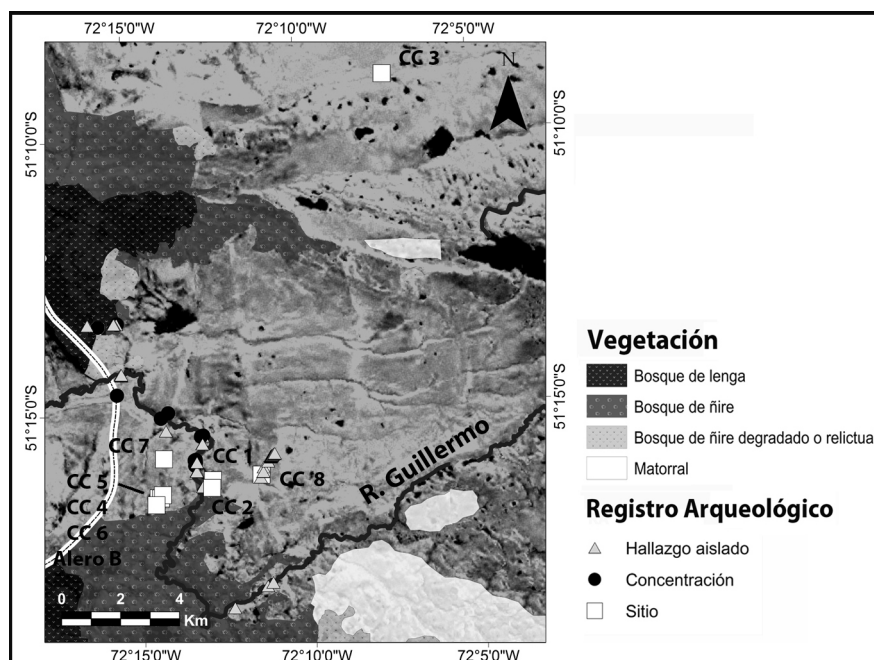 72°15'0"W
72°10'0"W
72°5'0"W
CC 3
N
51°10'0"S
51°10'0"S
51°15'0"S
51°15'0"S
CC 7
CC 1
CC 5
CC 8
CC 4
CC 2
CC 6
Alero B
R. Guillermo
0 2 4
Km
72°15'0"W
72°10'0"W
72°5'0"W
Vegetación
Bosque de lenga
Bosque de ñire
Bosque de ñire degradado o relictual
Matorral
Registro Arqueológico
Hallazgo aislado
Concentración
Sitio